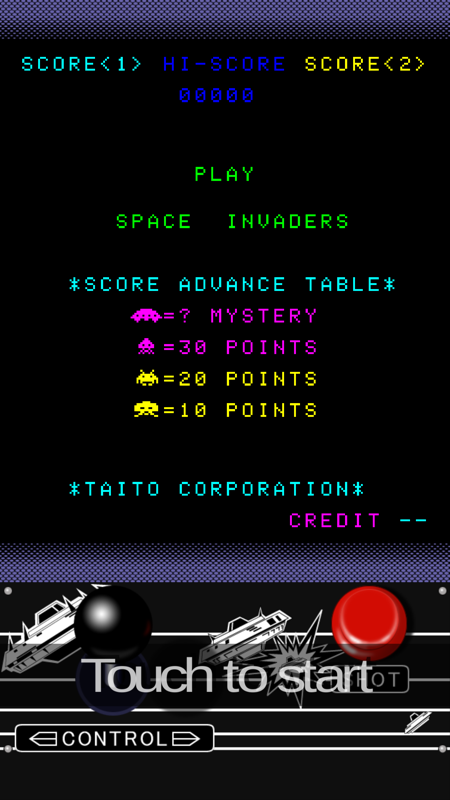 SCORE<1> HI-SCORE SCORE<2>
00000
PLAY
SPACE INVADERS
*SCORE ADVANCE TABLE*
=? MYSTERY
=30 POINTS
=20 POINTS
=10 POINTS
*TAITO CORPORATION*
CREDIT --
Touch to start
SHOT
CONTROL